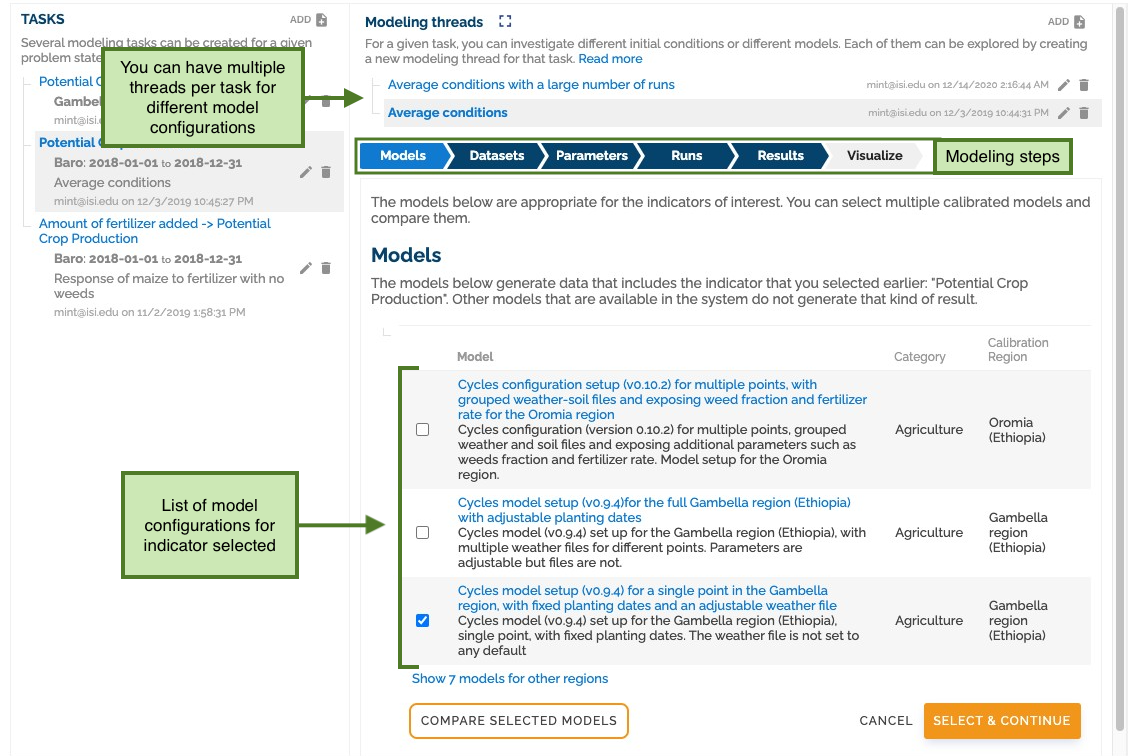 TASKS
ADD
Several modeling tasks can be created for a given
problem state
Potential C
Gambel
mint@isi.
Potential C
Baro: 2018-01-01 to 2018-12-31
Average conditions
mint@isi.edu on 12/3/2019 10:45:27 PM
Amount of fertilizer added -> Potential
Crop Production
Baro: 2018-01-01 to 2018-12-31
Response of maize to fertilizer with no
weeds
mint@isi.edu on 11/2/2019 1:58:31 PM
You can have multiple
threads per task for
different model
configurations
Modeling threads
ADD
For a given task, you can investigate different initial conditions or different models. Each of them can be explored by creating
a new modeling thread for that task. Read more
Average conditions with a large number of runs
mint@isi.edu on 12/14/2020 2:16:44 AM
Average conditions
mint@isi.edu on 12/3/2019 10:44:31 PM
Models
Datasets
Parameters
Runs
Results
Visualize
Modeling steps
The models below are appropriate for the indicators of interest. You can select multiple calibrated models and
compare them.
Models
The models below generate data that includes the indicator that you selected earlier: "Potential Crop
Production". Other models that are available in the system do not generate that kind of result.
Model
Category
Calibration
Region
Cycles configuration setup (v0.10.2) for multiple points, with
grouped weather-soil files and exposing weed fraction and fertilizer
rate for the Oromia region
Cycles configuration (version 0.10.2) for multiple points, grouped
weather and soil files and exposing additional parameters such as
weeds fraction and fertilizer rate. Model setup for the Oromia
region.
Agriculture
Oromia
(Ethiopia)
Cycles model setup (v0.9.4)for the full Gambella region (Ethiopia)
with adjustable planting dates
Cycles model (v0.9.4) set up for the Gambella region (Ethiopia), with
multiple weather files for different points. Parameters are
adjustable but files are not.
Agriculture
Gambella
region
(Ethiopia)
Cycles model setup (v0.9.4) for a single point in the Gambella
region, with fixed planting dates and an adjustable weather file
Cycles model (v0.9.4) set up for the Gambella region (Ethiopia),
single point, with fixed planting dates. The weather file is not set to
any default
Agriculture
Gambella
region
(Ethiopia)
List of model
configurations for
indicator selected
Show 7 models for other regions
COMPARE SELECTED MODELS
CANCEL
SELECT & CONTINUE